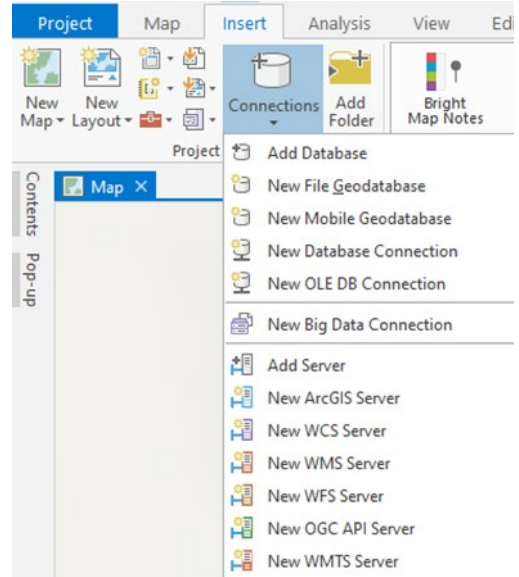 Project Map Insert Analysis View Edi
New Map
New Layout
Connections
Add Folder
Bright Map Notes
Project
Contents
Pop-up
Map
Add Database
New File Geodatabase
New Mobile Geodatabase
New Database Connection
New OLE DB Connection
New Big Data Connection
Add Server
New ArcGIS Server
New WCS Server
New WMS Server
New WFS Server
New OGC API Server
New WMTS Server